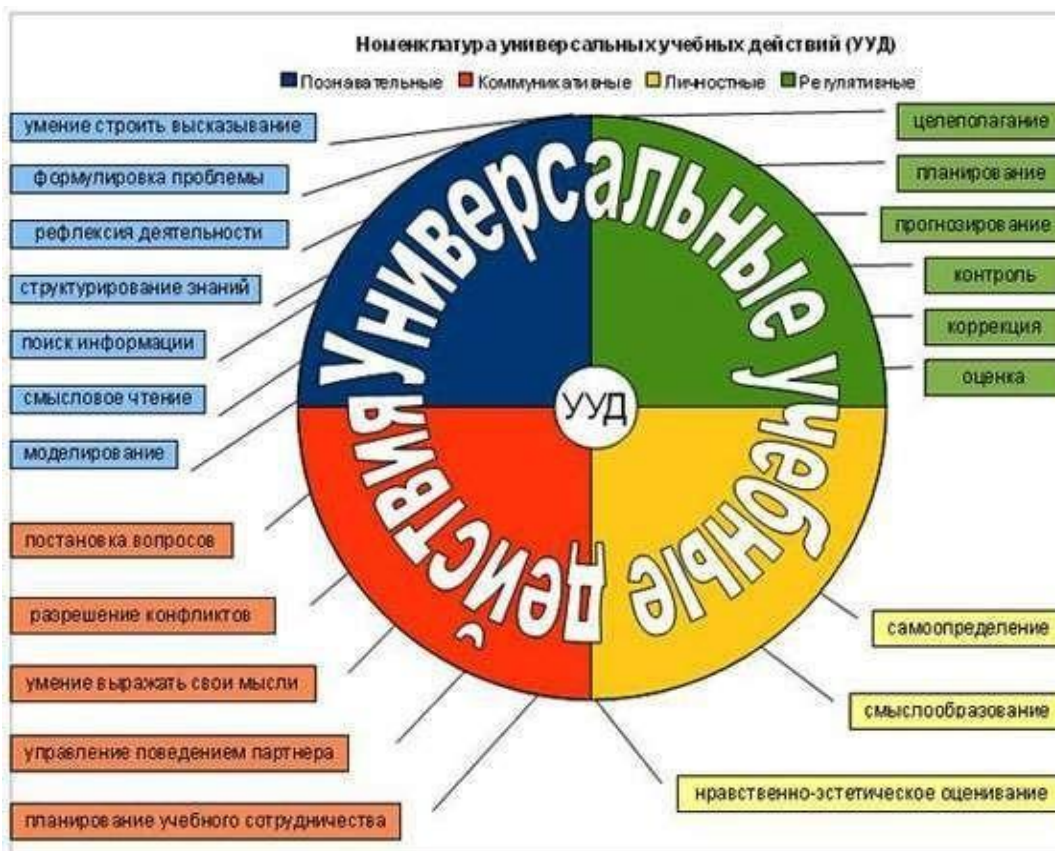 Номенклатура универсальных учебных действий (УУД)
Познавательные Коммуникативные Личностные Регулятивные
умение строить высказывание
формулировка проблемы
рефлексия деятельности
структурирование знаний
поиск информации
смысловое чтение
моделирование
постановка вопросов
разрешение конфликтов
умение выражать свои мысли
управление поведением партнера
планирование учебного сотрудничества
Универсальные учебные действия
УУД
целеполагание
планирование
прогнозирование
контроль
коррекция
оценка
самоопределение
смыслообразование
нравственно-эстетическое оценивание